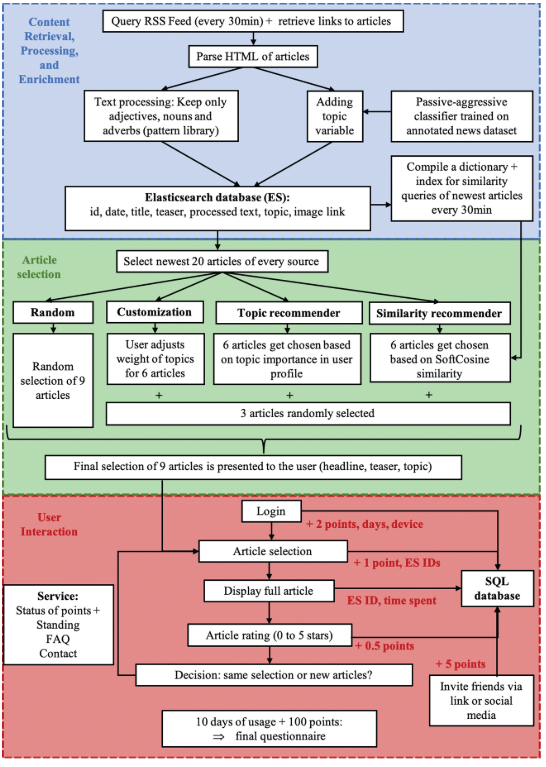 Content
Retrieval,
Processing,
and
Enrichment
Query RSS Feed (every 30min) + retrieve links to articles
Parse HTML of articles
Text processing: Keep only
adjectives, nouns and
adverbs (pattern library)
Adding
topic
variable
Passive-aggressive
classifier trained on
annotated news dataset
Elasticsearch database (ES):
id, date, title, teaser, processed text, topic, image link
Compile a dictionary +
index for similarity
queries of newest articles
every 30min
Article
selection
Select newest 20 articles of every source
Random
Customization
Topic recommender
Similarity recommender
Random
selection of 9
articles
User adjusts
weight of topics
for 6 articles
6 articles get chosen based
on topic importance in user
profile
6 articles get chosen
based on SoftCosine
similarity
+ + +
3 articles randomly selected
Final selection of 9 articles is presented to the user (headline, teaser, topic)
User
Interaction
Login
+ 2 points, days, device
Article selection
+ 1 point, ES IDs
Display full article
ES ID, time spent
SQL
database
Service:
Status of points +
Standing
FAQ
Contact
Article rating (0 to 5 stars)
+ 0.5 points
+ 5 points
Decision: same selection or new articles?
Invite friends via
link or social
media
10 days of usage + 100 points:
⇒ final questionnaire